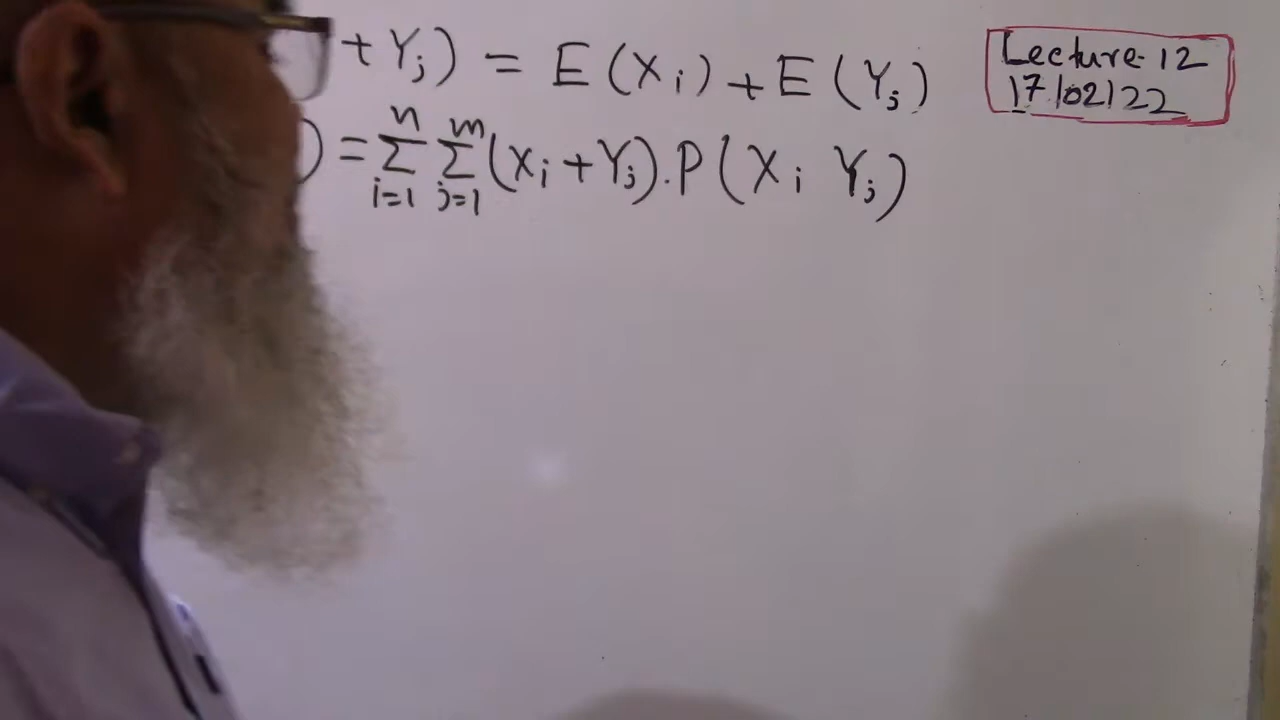 + Yj) = E(Xi) + E(Yj)
) = n∑i=1 m∑j=1 (Xi + Yj).P(Xi Yj)
Lecture-12
17/02/22